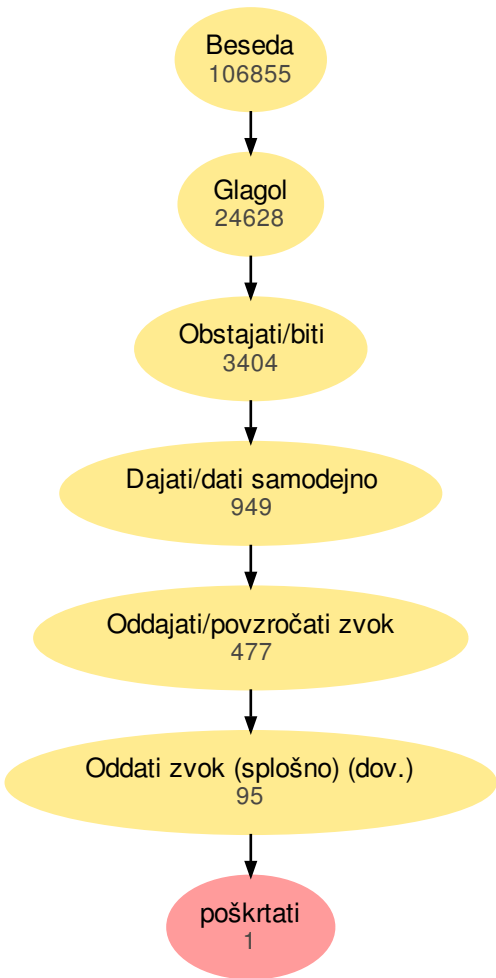 Beseda
106855
Glagol
24628
Obstajati/biti
3404
Dajati/dati samodejno
949
Oddajati/povzročati zvok
477
Oddati zvok (splošno) (dov.)
95
poškrtati
1